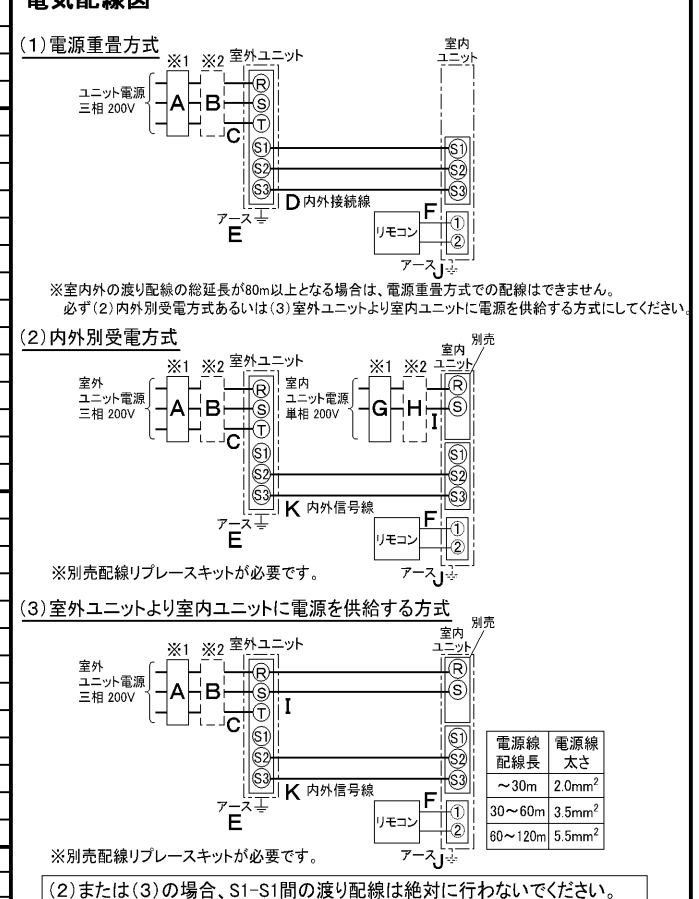 電気配線図
(1)電源重畳方式
※1 ※2 室外ユニット
室内
ユニット
ユニット電源
三相 200V
A B C
R
S
T
S1 S1
S2 S2
S3 S3
D 内外接続線
アース
E
リモコン
F
①
②
アース J
※室内外の渡り配線の総延長が80m以上となる場合は、電源重畳方式での配線はできません。
必ず(2)内外別受電方式あるいは(3)室外ユニットより室内ユニットに電源を供給する方式にしてください。
(2)内外別受電方式
※1 ※2 室外ユニット
※1 ※2
室内
ユニット
別売
室外
ユニット電源
三相 200V
A B C
R
S
T
室内
ユニット電源
単相 200V
G H I
R
S
S1 S1
S2 S2
S3 S3
K 内外信号線
アース
E
リモコン
F
①
②
アース J
※別売配線リプレースキットが必要です。
(3)室外ユニットより室内ユニットに電源を供給する方式
※1 ※2 室外ユニット
室内
ユニット
別売
室外
ユニット電源
三相 200V
A B C
R R
S S
T
I
S1 S1
S2 S2
S3 S3
K 内外信号線
アース
E
リモコン
F
①
②
アース J
電源線
配線長
電源線
太さ
~30m 2.0mm²
30~60m 3.5mm²
60~120m 5.5mm²
※別売配線リプレースキットが必要です。
(2)または(3)の場合、S1-S1間の渡り配線は絶対に行わないでください。